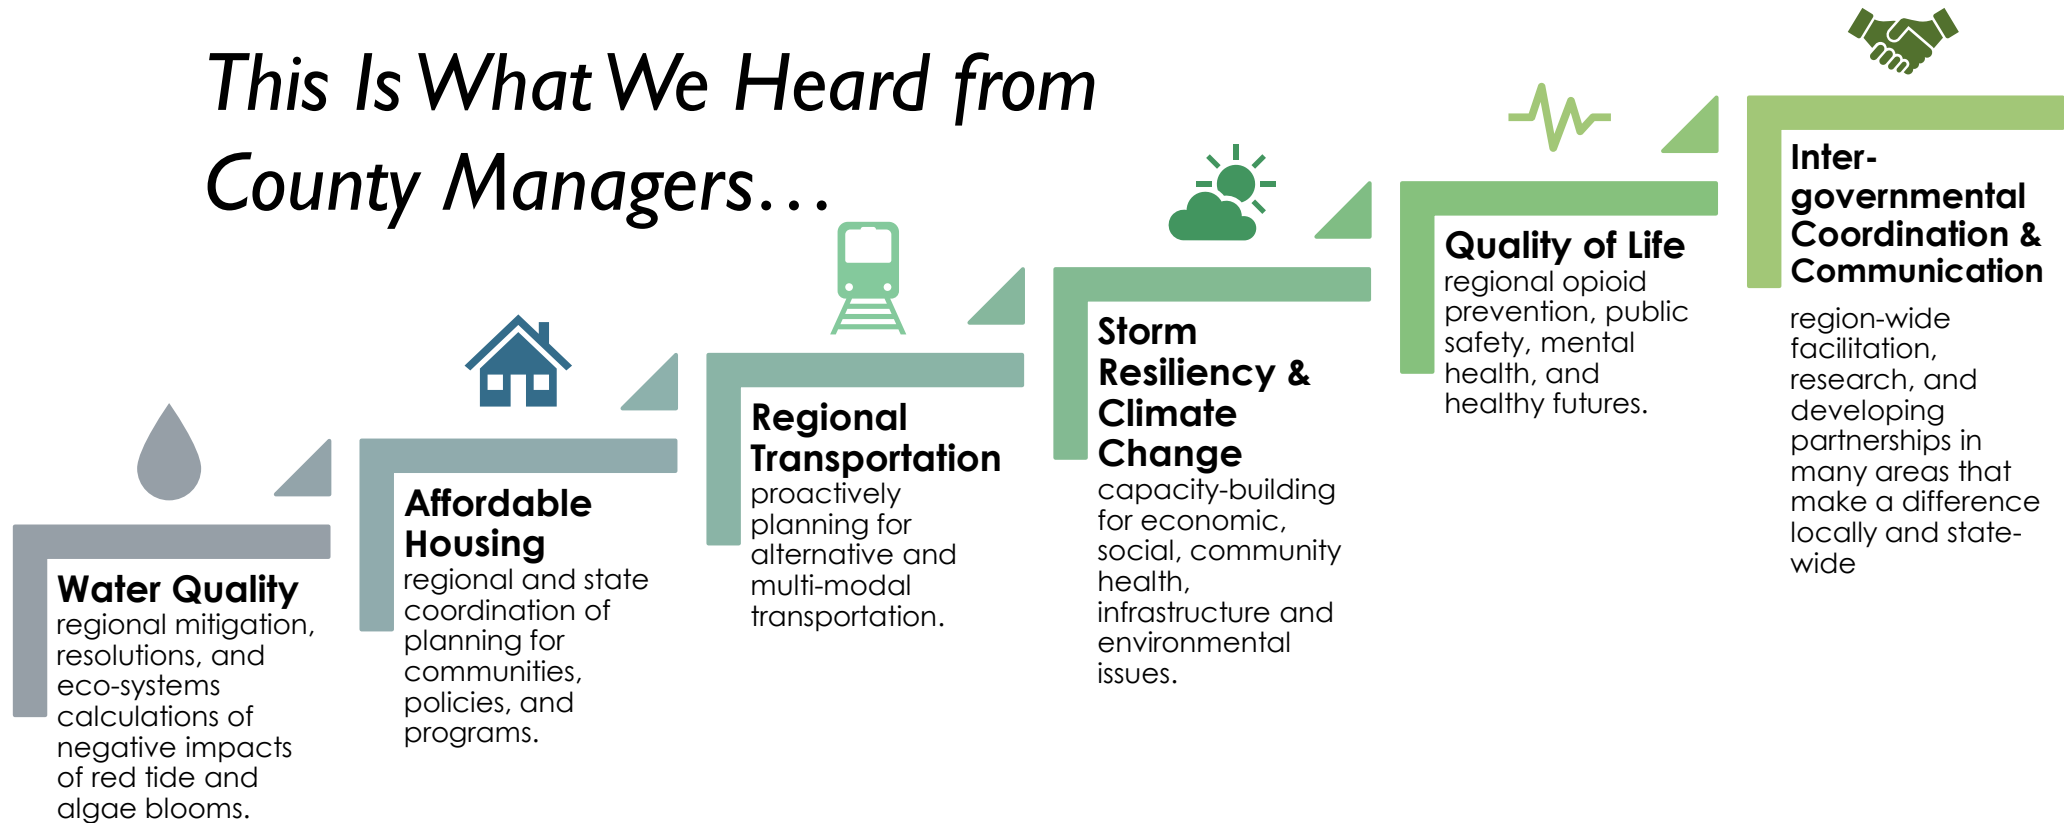 This Is What We Heard from
County Managers…
Water Quality
regional mitigation,
resolutions, and
eco-systems
calculations of
negative impacts
of red tide and
algae blooms.
Affordable
Housing
regional and state
coordination of
planning for
communities,
policies, and
programs.
Regional
Transportation
proactively
planning for
alternative and
multi-modal
transportation.
Storm
Resiliency &
Climate
Change
capacity-building
for economic,
social, community
health,
infrastructure and
environmental
issues.
Quality of Life
regional opioid
prevention, public
safety, mental
health, and
healthy futures.
Inter-
governmental
Coordination &
Communication
region-wide
facilitation,
research, and
developing
partnerships in
many areas that
make a difference
locally and state-
wide